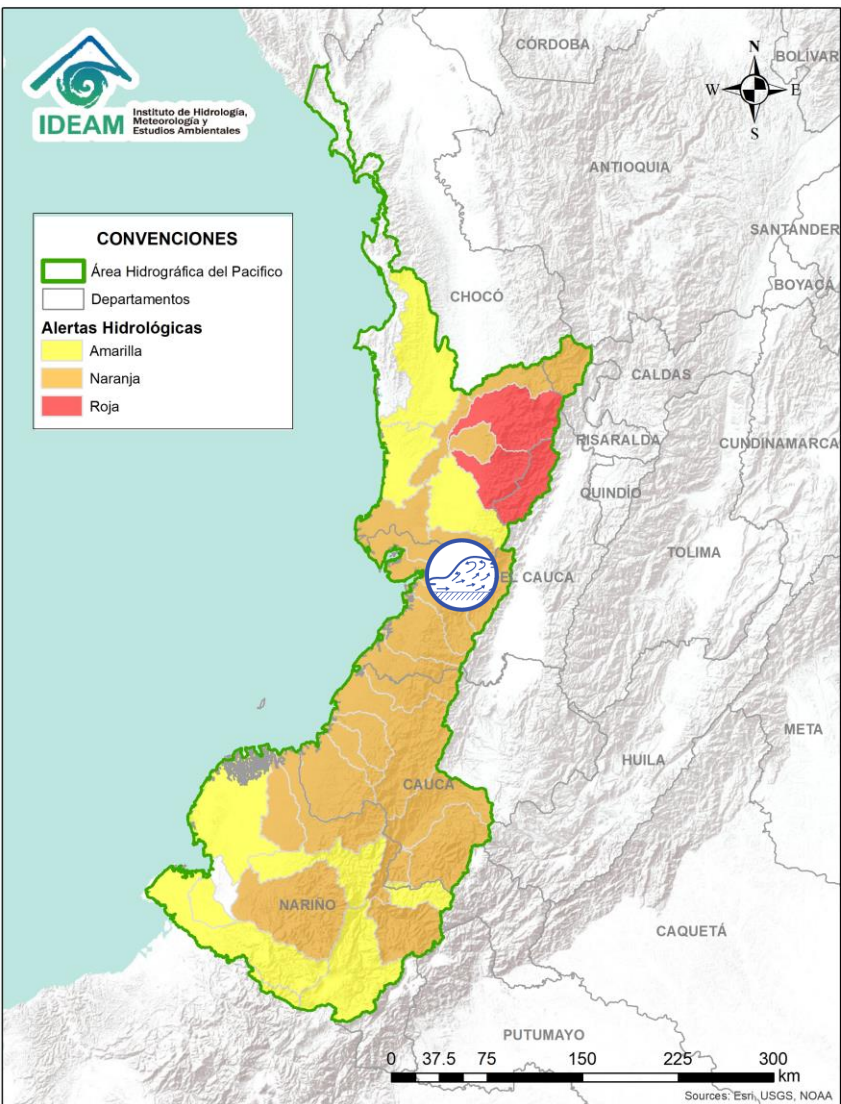 IDEAM
Instituto de Hidrología,
Meteorología y
Estudios Ambientales
CONVENCIONES
Área Hidrográfica del Pacifico
Departamentos
Alertas Hidrológicas
Amarilla
Naranja
Roja
N
W
E
S
CÓRDOBA
BOLÍVAR
ANTIOQUIA
SANTANDER
BOYACÁ
CHOCÓ
CALDAS
RISARALDA
CUNDINAMARCA
QUINDÍO
TOLIMA
EL CAUCA
META
HUILA
CAUCA
NARIÑO
CAQUETÁ
PUTUMAYO
0 37.5 75 150 225 300
km
Sources: Esri, USGS, NOAA